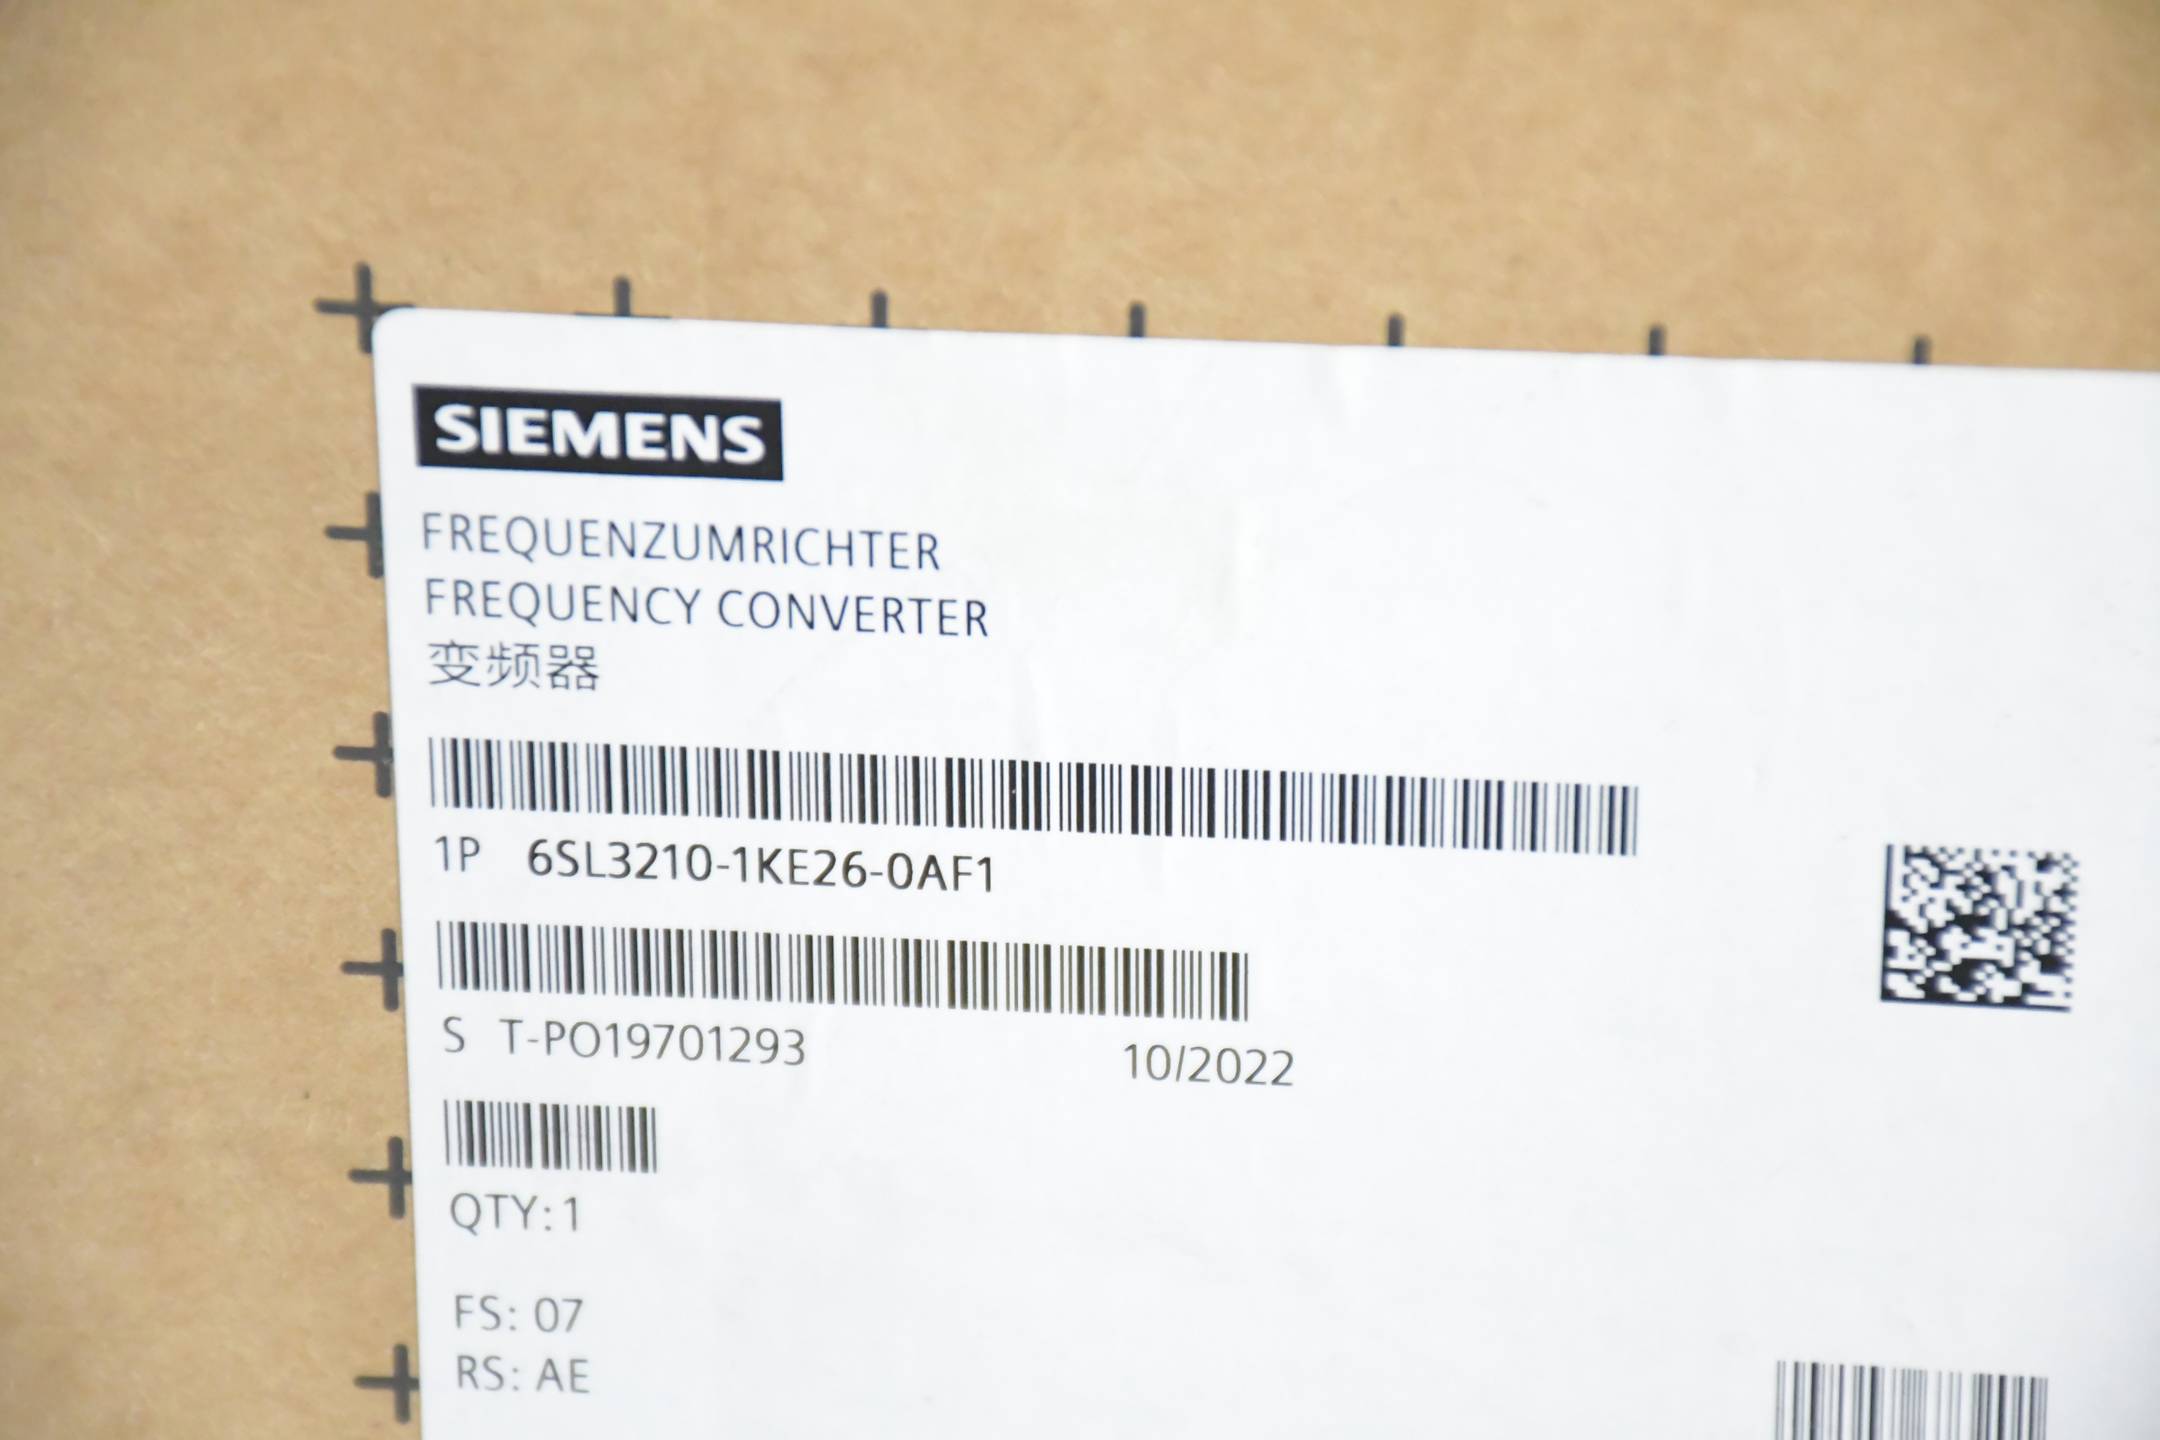 SIEMENS
FREQUENZUMRICHTER
FREQUENCY CONVERTER
变频器
1P 6SL3210-1KE26-0AF1
S T-PO19701293 10/2022
QTY: 1
FS: 07
RS: AE